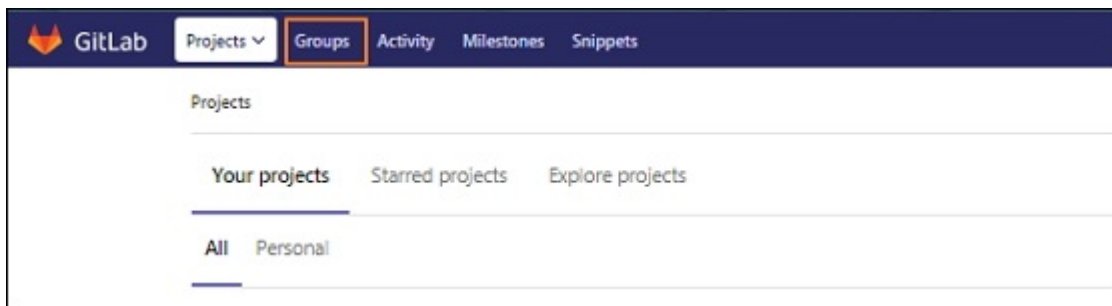 GitLab Projects Groups Activity Milestones Snippets
Projects
Your projects Starred projects Explore projects
All Personal